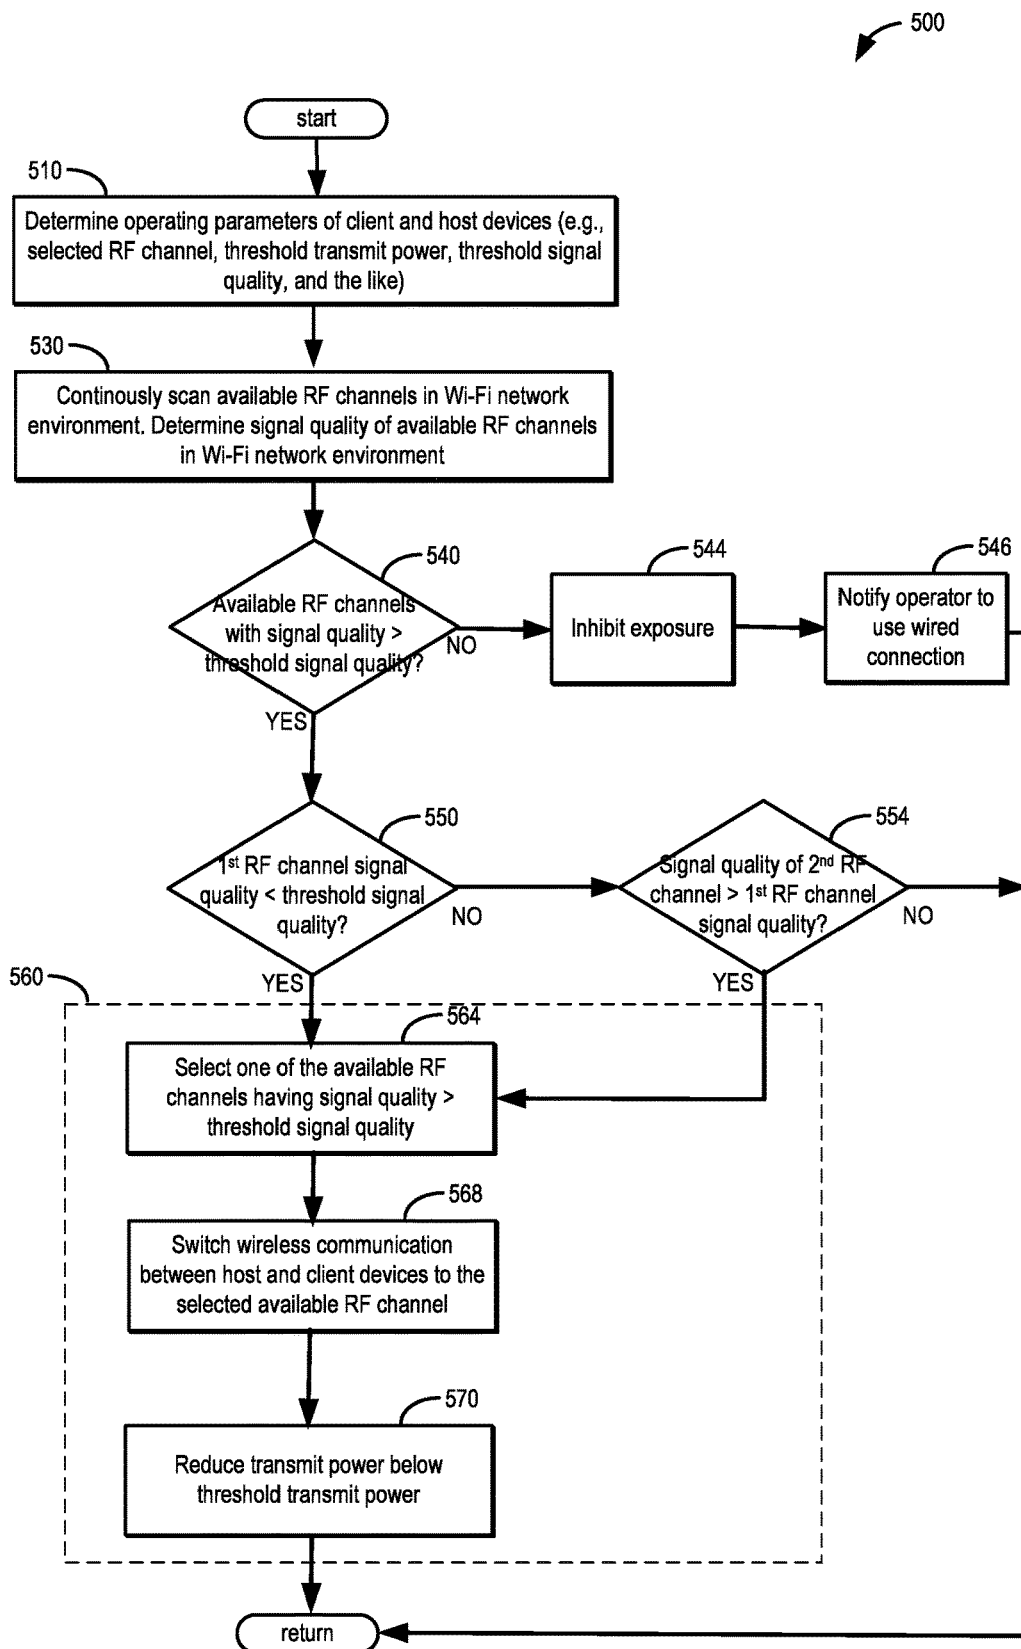 500
start
510
Determine operating parameters of client and host devices (e.g.,
selected RF channel, threshold transmit power, threshold signal
quality, and the like)
530
Continously scan available RF channels in Wi-Fi network
environment. Determine signal quality of available RF channels
in Wi-Fi network environment
540
Available RF channels
with signal quality >
threshold signal quality?
NO
YES
544
Inhibit exposure
546
Notify operator to
use wired
connection
550
1st RF channel signal
quality < threshold signal
quality?
NO
YES
554
Signal quality of 2nd RF
channel > 1st RF channel
signal quality?
NO
YES
560
564
Select one of the available RF
channels having signal quality >
threshold signal quality
568
Switch wireless communication
between host and client devices to the
selected available RF channel
570
Reduce transmit power below
threshold transmit power
return